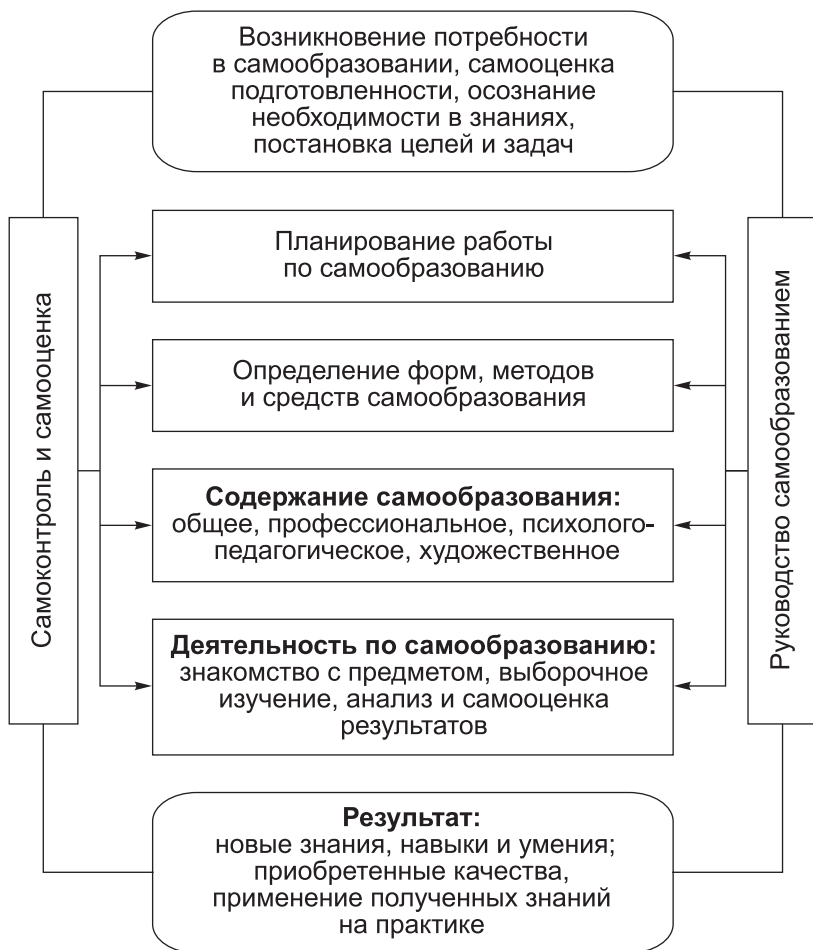 Возникновение потребности
в самообразовании, самооценка
подготовленности, осознание
необходимости в знаниях,
постановка целей и задач
Самоконтроль и самооценка
Планирование работы
по самообразованию
Определение форм, методов
и средств самообразования
Содержание самообразования:
общее, профессиональное, психолого-
педагогическое, художественное
Деятельность по самообразованию:
знакомство с предметом, выборочное
изучение, анализ и самооценка
результатов
Руководство самообразованием
Результат:
новые знания, навыки и умения;
приобретенные качества,
применение полученных знаний
на практике